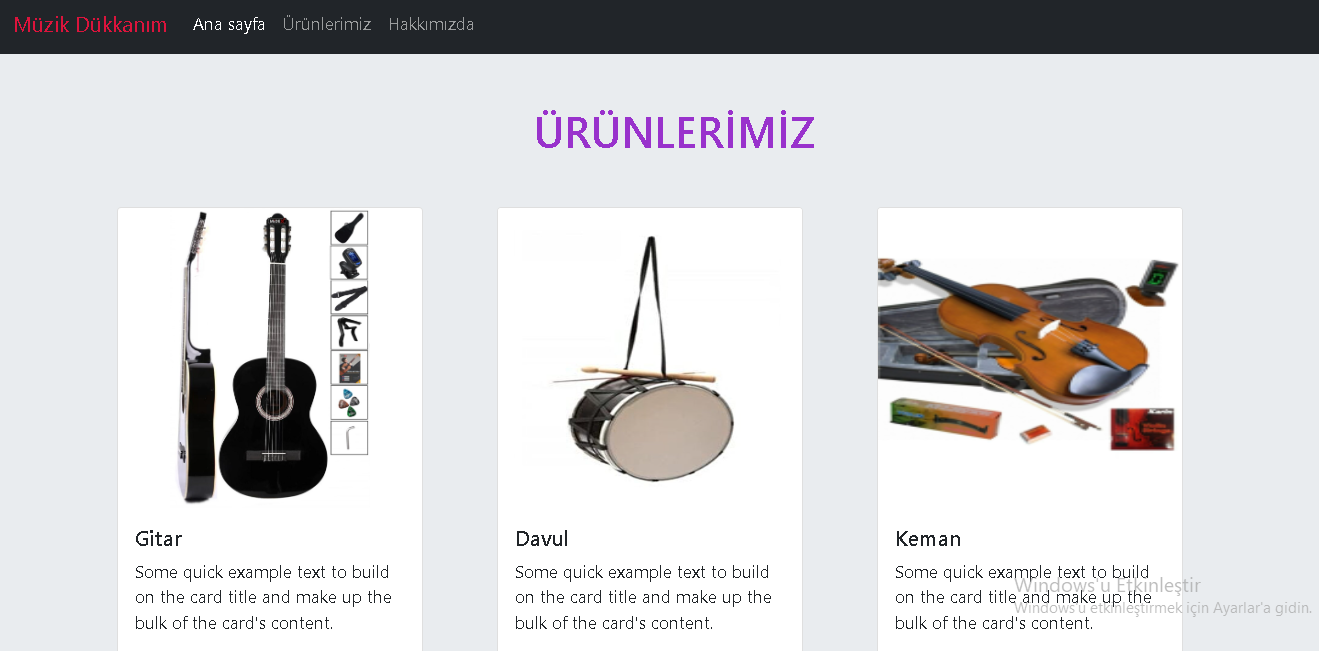 Müzik Dükkanım Ana sayfa Ürünlerimiz Hakkımızda
ÜRÜNLERİMİZ
Gitar
Some quick example text to build
on the card title and make up the
bulk of the card's content.
Davul
Some quick example text to build
on the card title and make up the
bulk of the card's content.
Keman
Some quick example text to build
on the card title and make up the
bulk of the card's content.
Windows'u Etkinleştir
Windows'u etkinleştirmek için Ayarlar'a gidin.